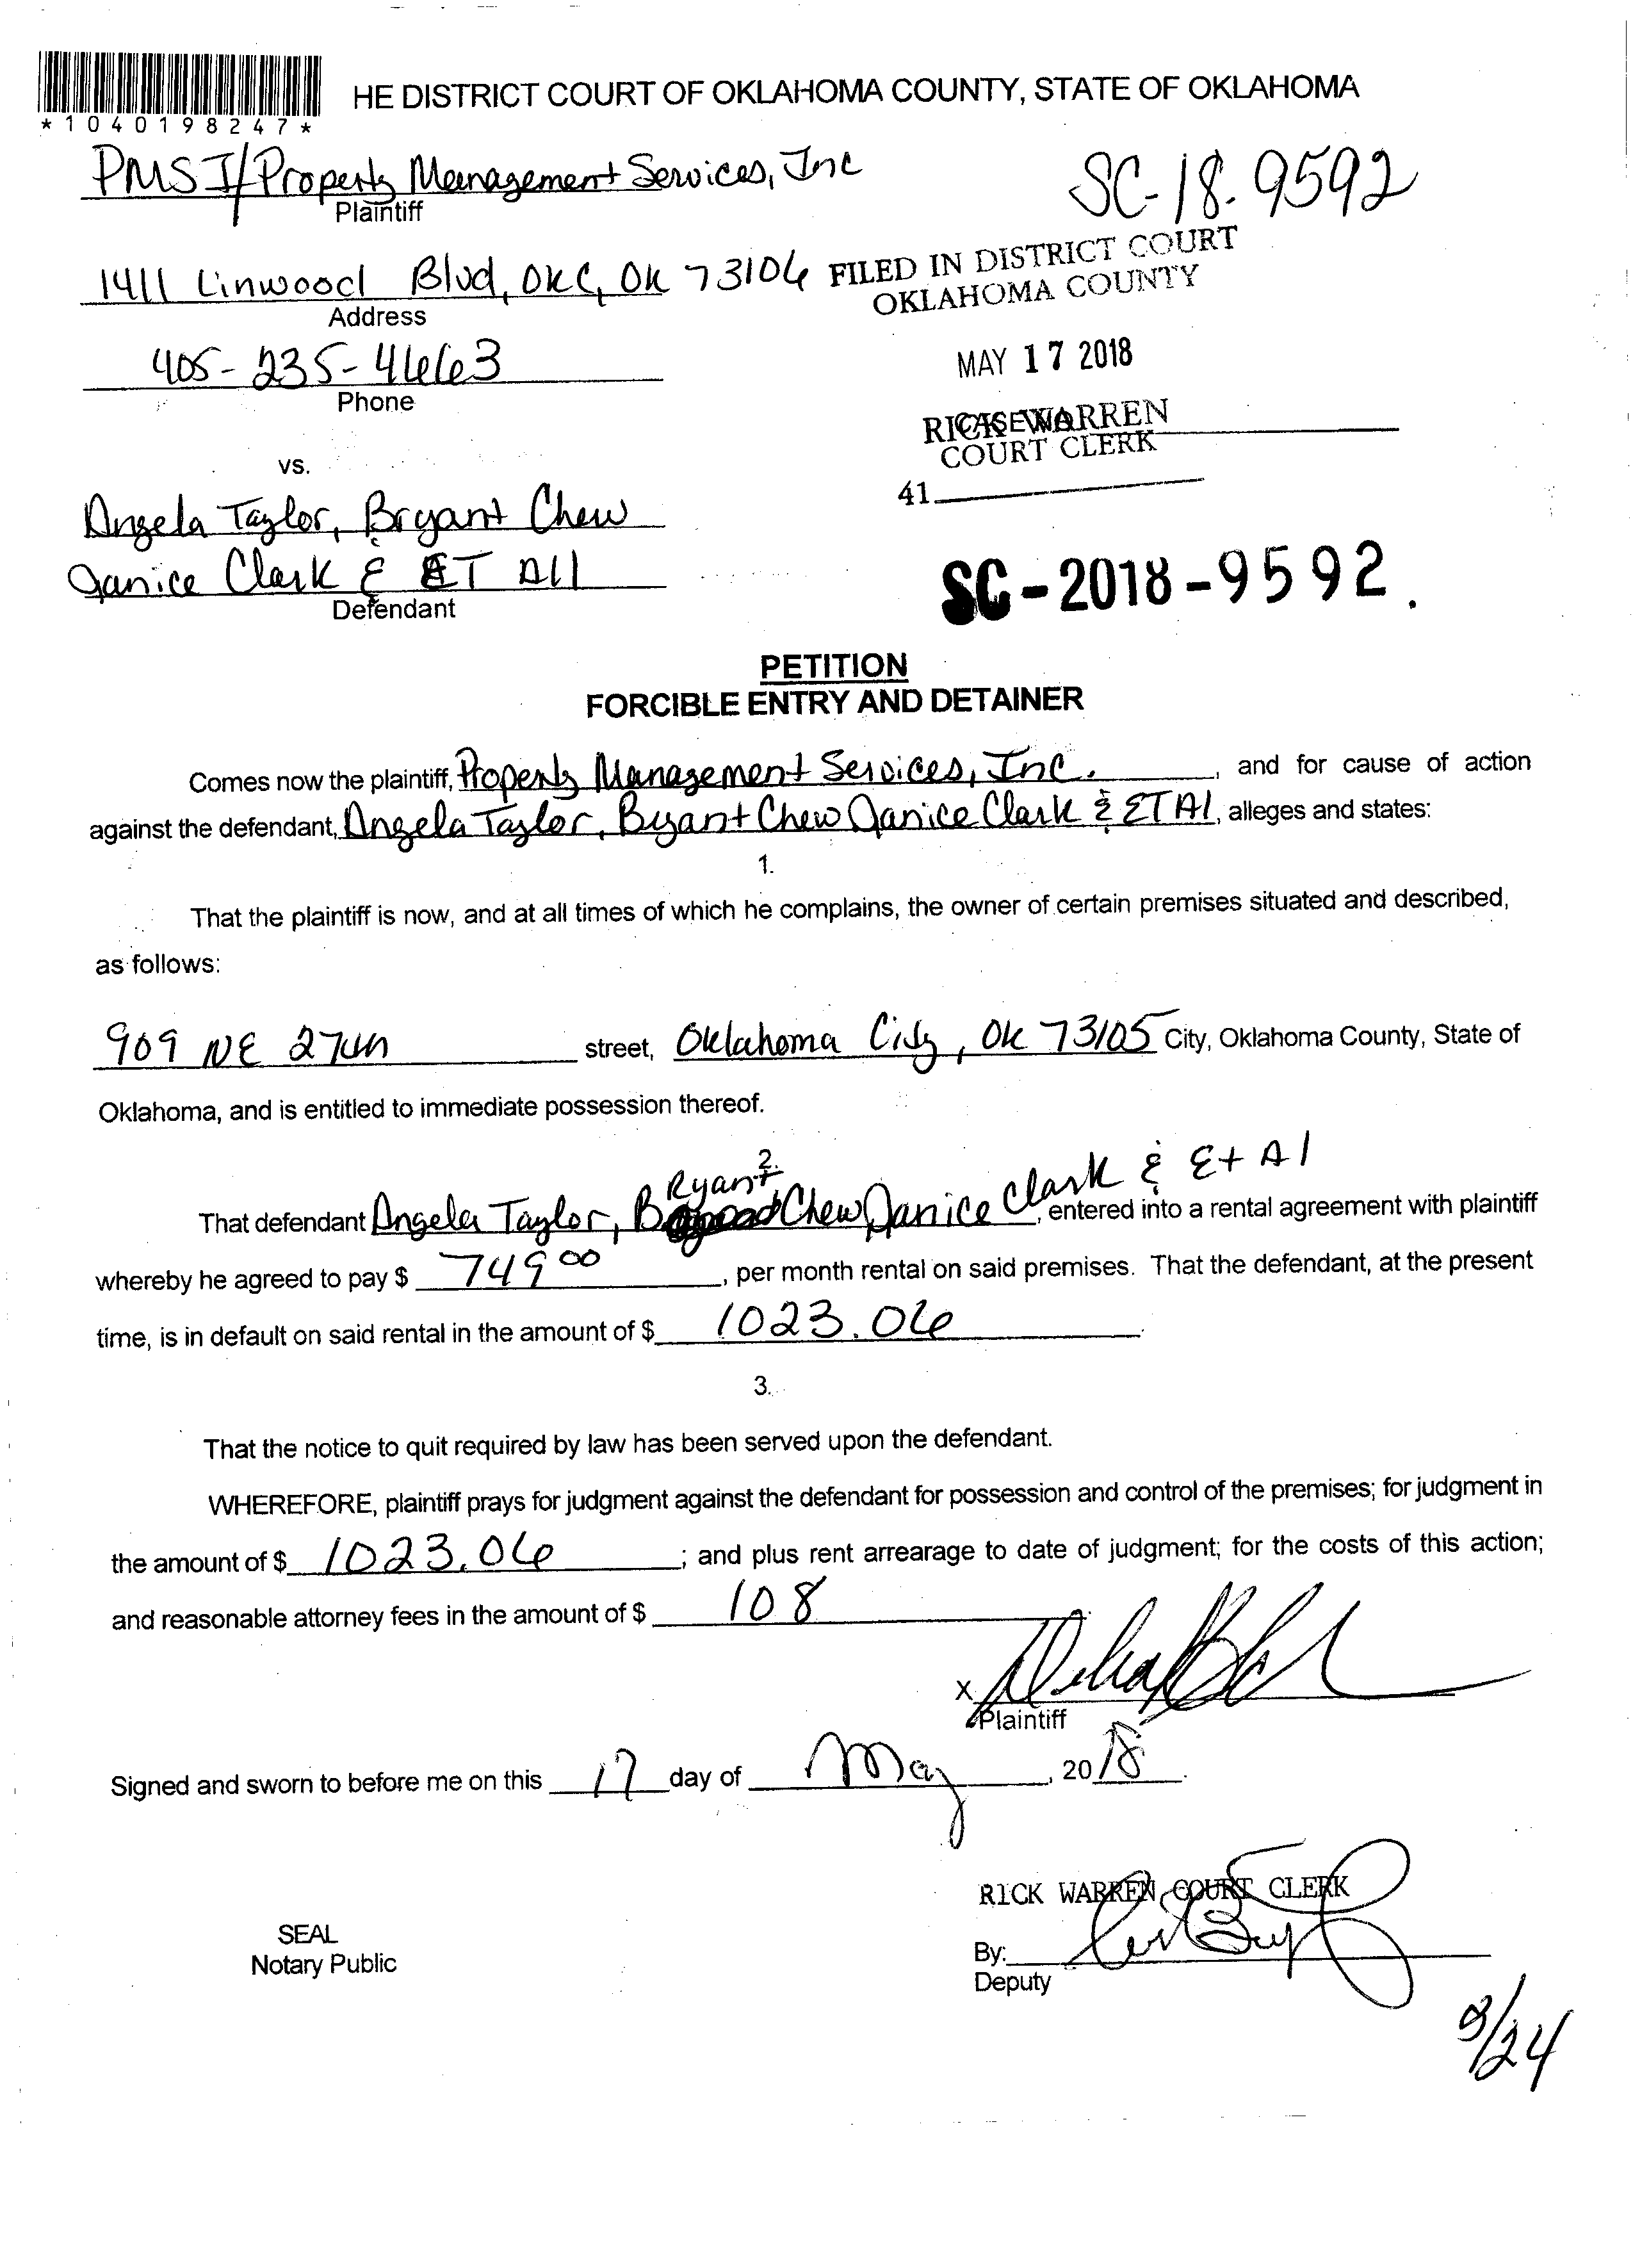 *1040198247*
HE DISTRICT COURT OF OKLAHOMA COUNTY, STATE OF OKLAHOMA
PMSI/Property Management Services, Inc
Plaintiff
SC-18-9592
1411 Linwood Blvd, OKC, OK 73106
Address
FILED IN DISTRICT COURT
OKLAHOMA COUNTY
405-235-4663
Phone
MAY 17 2018
RICK WARREN
COURT CLERK
CASE NO
41
vs.
Angela Taylor, Bryant Chew
Janice Clark & ET All
Defendant
SC-2018-9592.
PETITION
FORCIBLE ENTRY AND DETAINER
Comes now the plaintiff, Property Management Services, Inc., and for cause of action
against the defendant, Angela Taylor, Bryant Chew Janice Clark & ET Al, alleges and states:
1.
That the plaintiff is now, and at all times of which he complains, the owner of certain premises situated and described,
as follows:
909 NE 27th street, Oklahoma City, OK 73105 City, Oklahoma County, State of
Oklahoma, and is entitled to immediate possession thereof.
2.
That defendant Angela Taylor, BRyant Chew, Janice Clark & Et Al, entered into a rental agreement with plaintiff
whereby he agreed to pay $ 749 00, per month rental on said premises. That the defendant, at the present
time, is in default on said rental in the amount of $ 1023.06.
3.
That the notice to quit required by law has been served upon the defendant.
WHEREFORE, plaintiff prays for judgment against the defendant for possession and control of the premises; for judgment in
the amount of $ 1023.06; and plus rent arrearage to date of judgment; for the costs of this action;
and reasonable attorney fees in the amount of $ 108
X
Plaintiff
Signed and sworn to before me on this 17 day of May, 2018.
RICK WARREN, COURT CLERK
SEAL
Notary Public
By:
Deputy